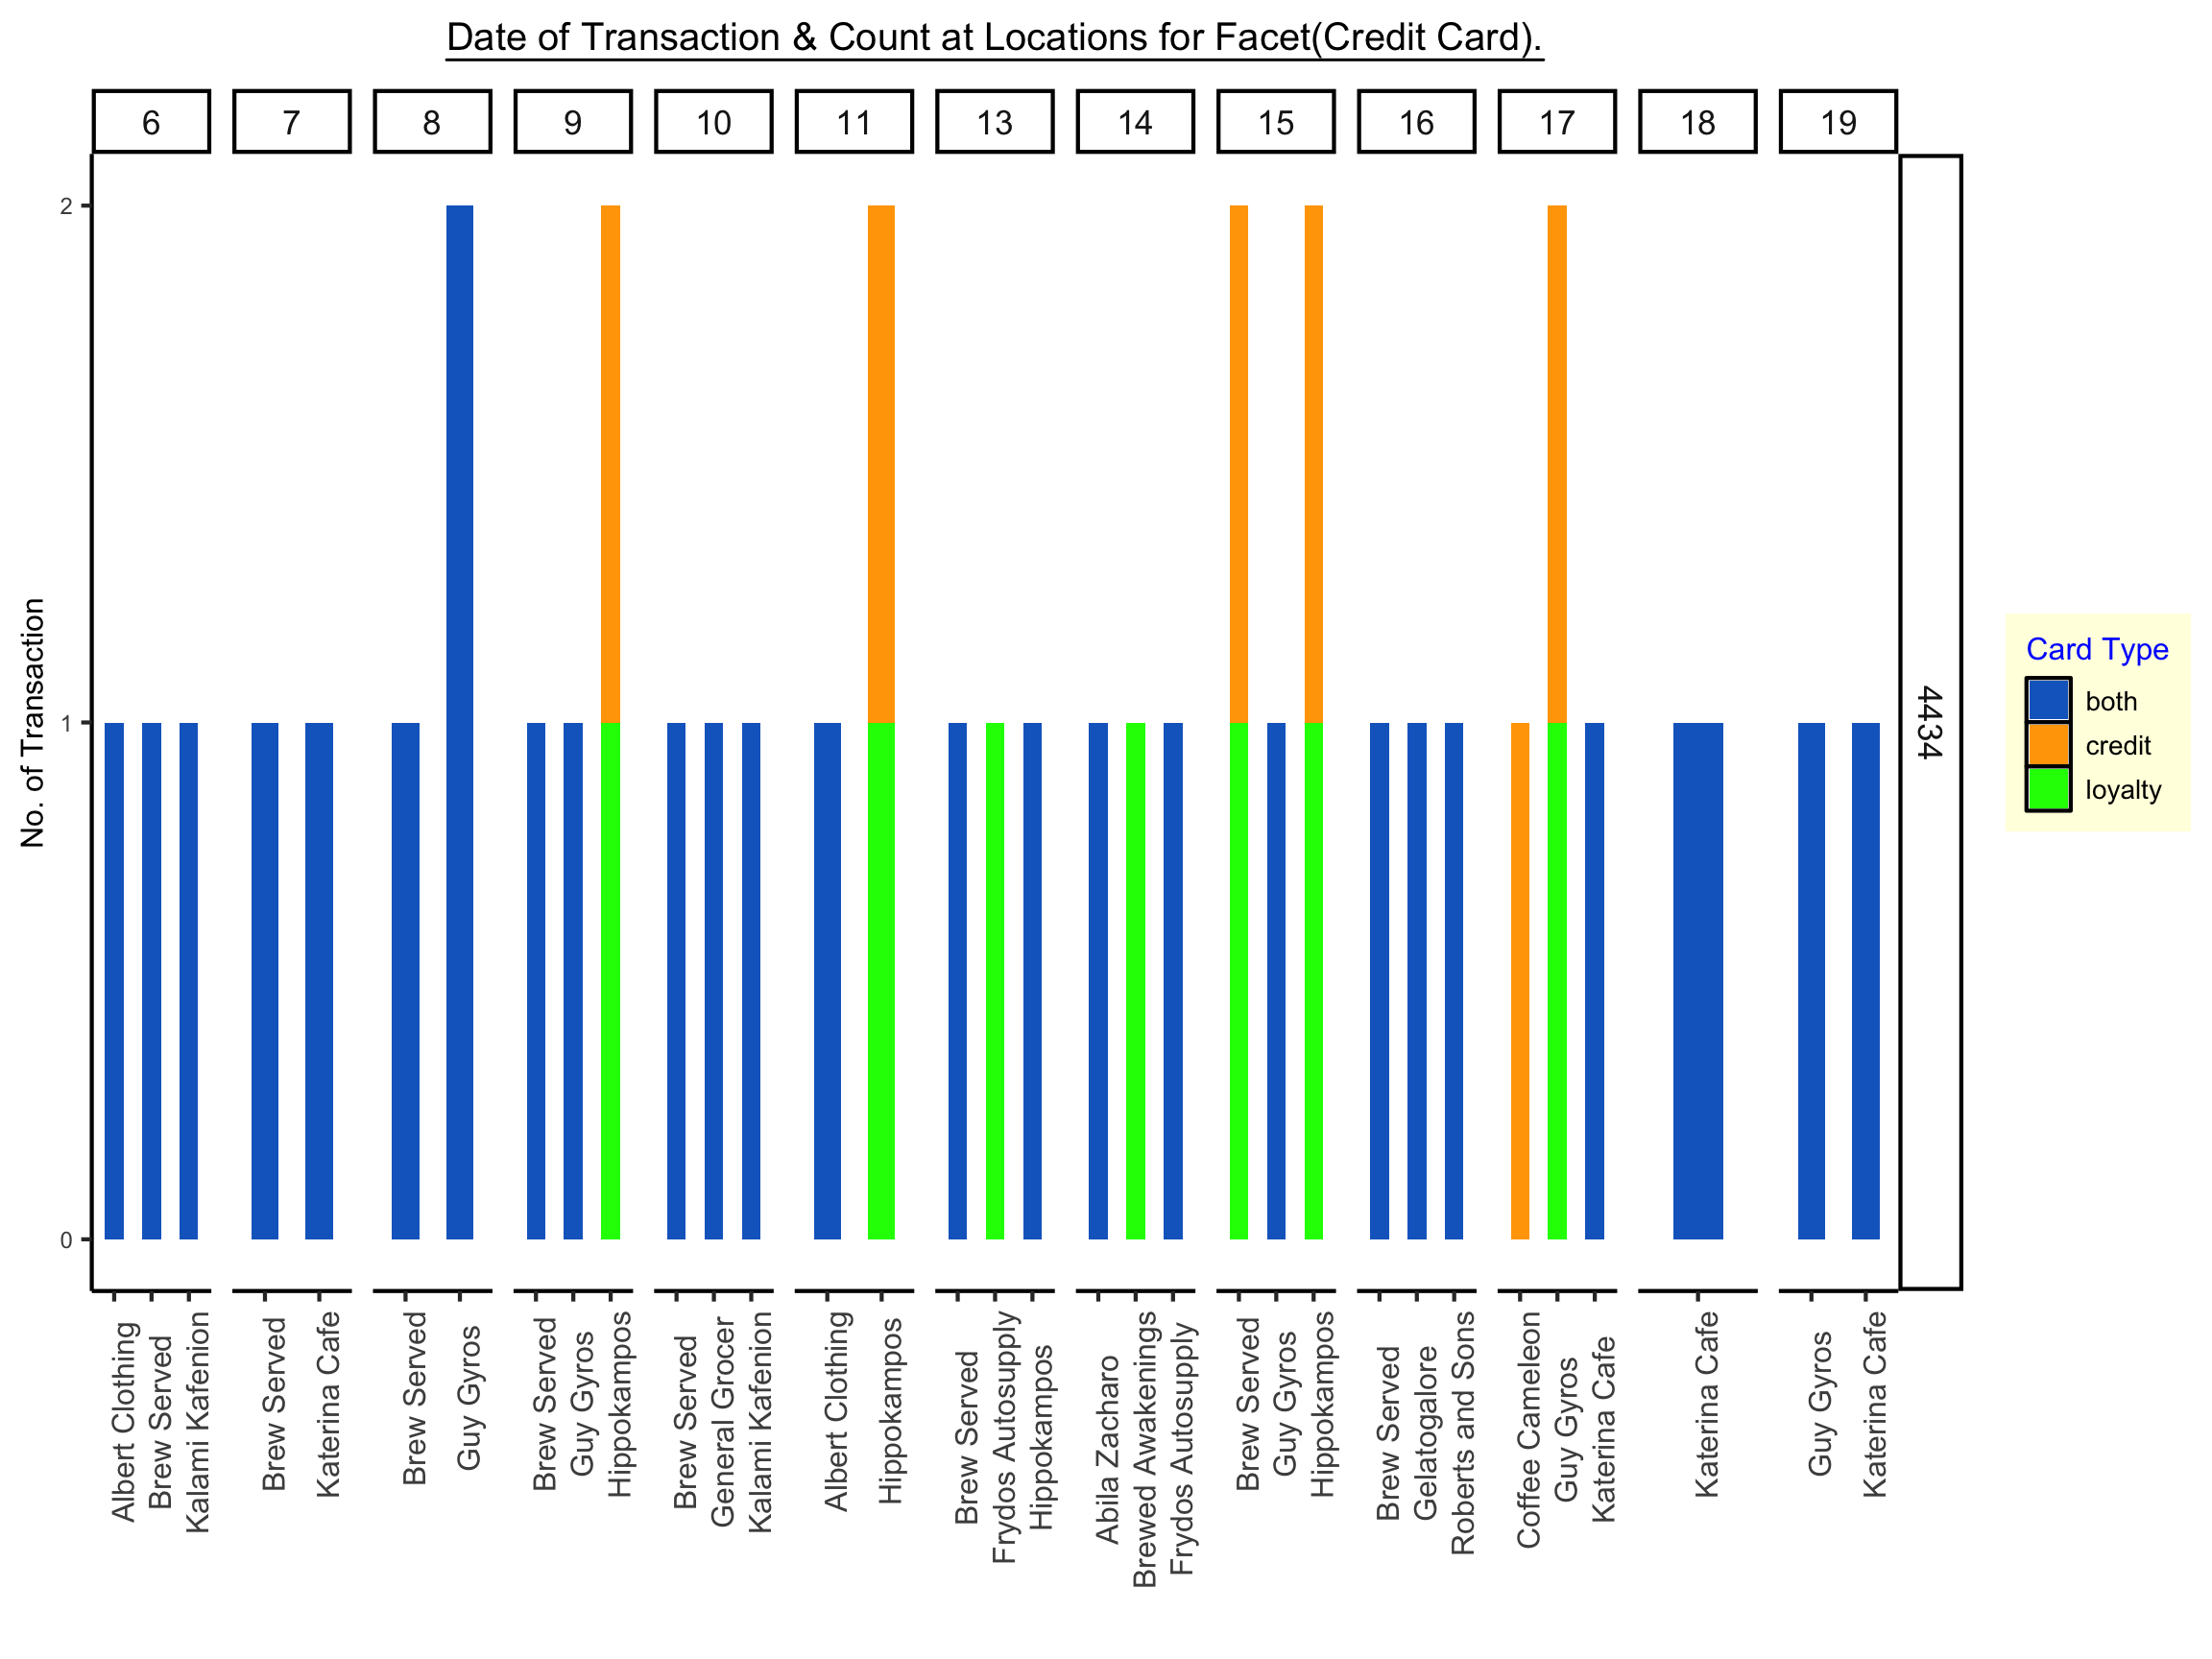 Date of Transaction & Count at Locations for Facet(Credit Card).
6
7
8
9
10
11
13
14
15
16
17
18
19
2
1
0
No. of Transaction
4434
Card Type
both
credit
loyalty
Albert Clothing
Brew Served
Kalami Kafenion
Brew Served
Katerina Cafe
Brew Served
Guy Gyros
Brew Served
Guy Gyros
Hippokampos
Brew Served
General Grocer
Kalami Kafenion
Albert Clothing
Hippokampos
Brew Served
Frydos Autosupply
Hippokampos
Abila Zacharo
Brewed Awakenings
Frydos Autosupply
Brew Served
Guy Gyros
Hippokampos
Brew Served
Gelatogalore
Roberts and Sons
Coffee Cameleon
Guy Gyros
Katerina Cafe
Katerina Cafe
Guy Gyros
Katerina Cafe